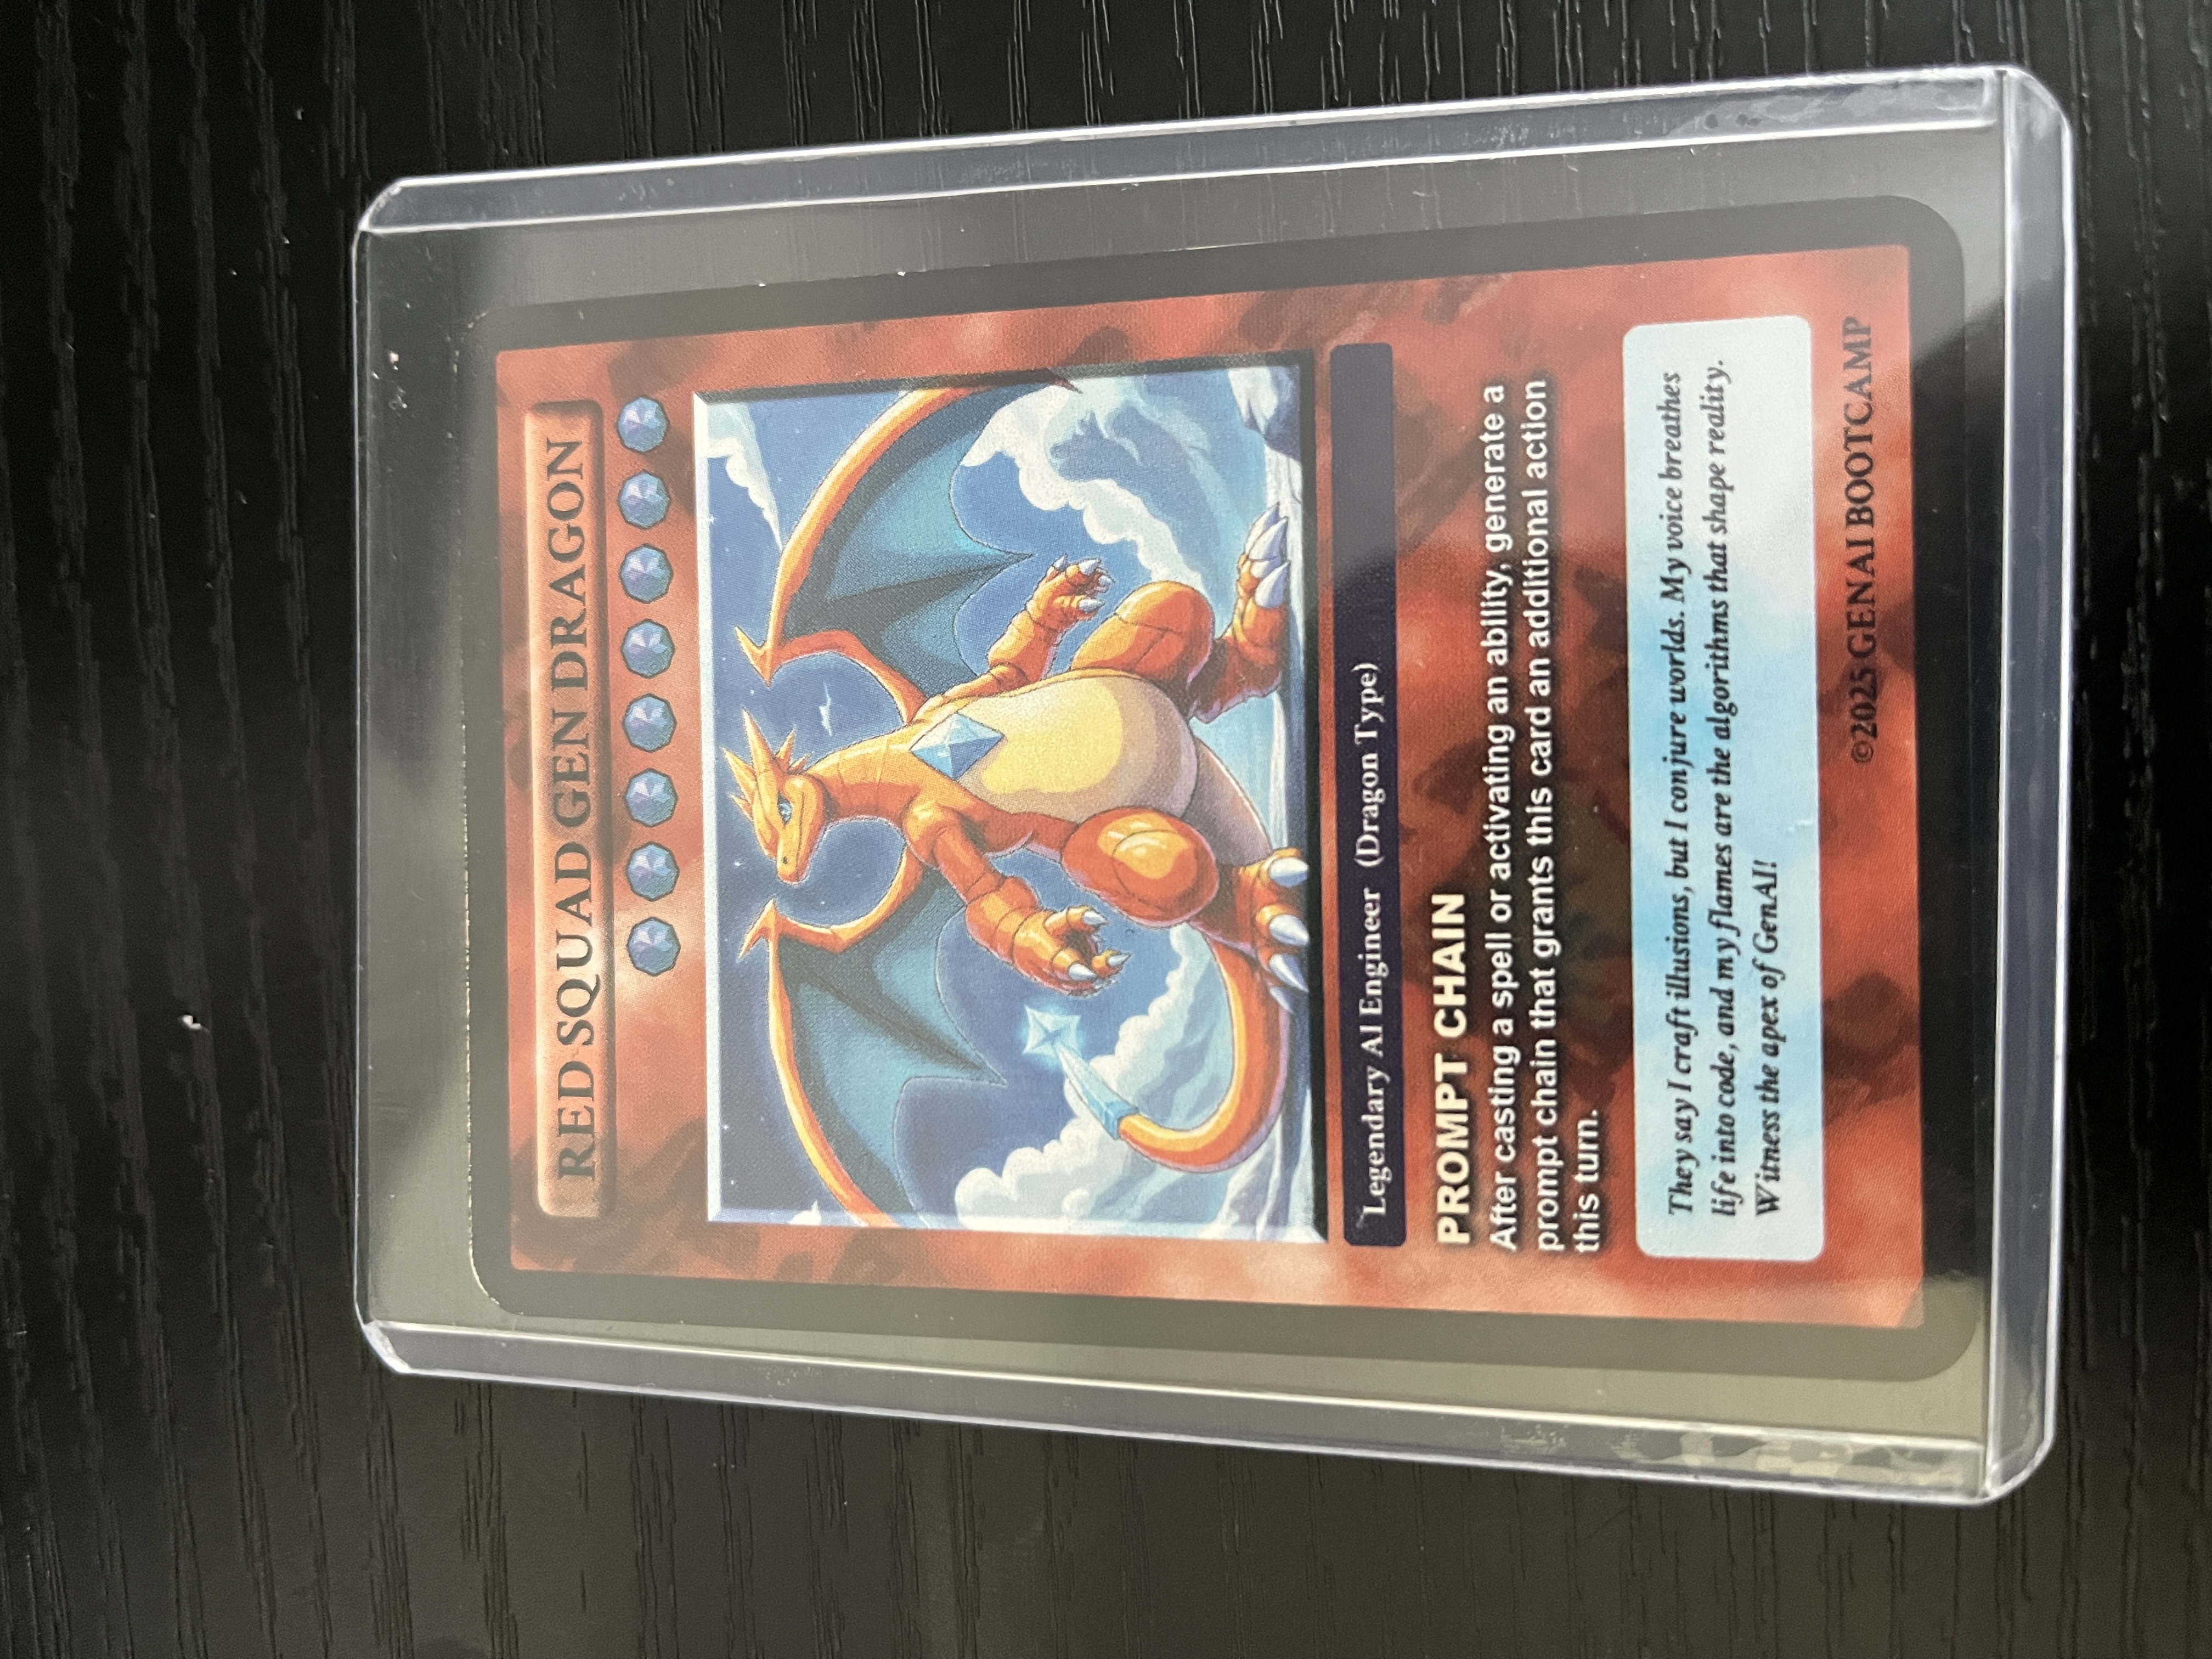 RED SQUAD GEN DRAGON
Legendary AI Engineer (Dragon Type)
PROMPT CHAIN
After casting a spell or activating an ability, generate a
prompt chain that grants this card an additional action
this turn.
They say I craft illusions, but I conjure worlds. My voice breathes
life into code, and my flames are the algorithms that shape reality.
Witness the apex of GenAI!
©2025 GENAI BOOTCAMP